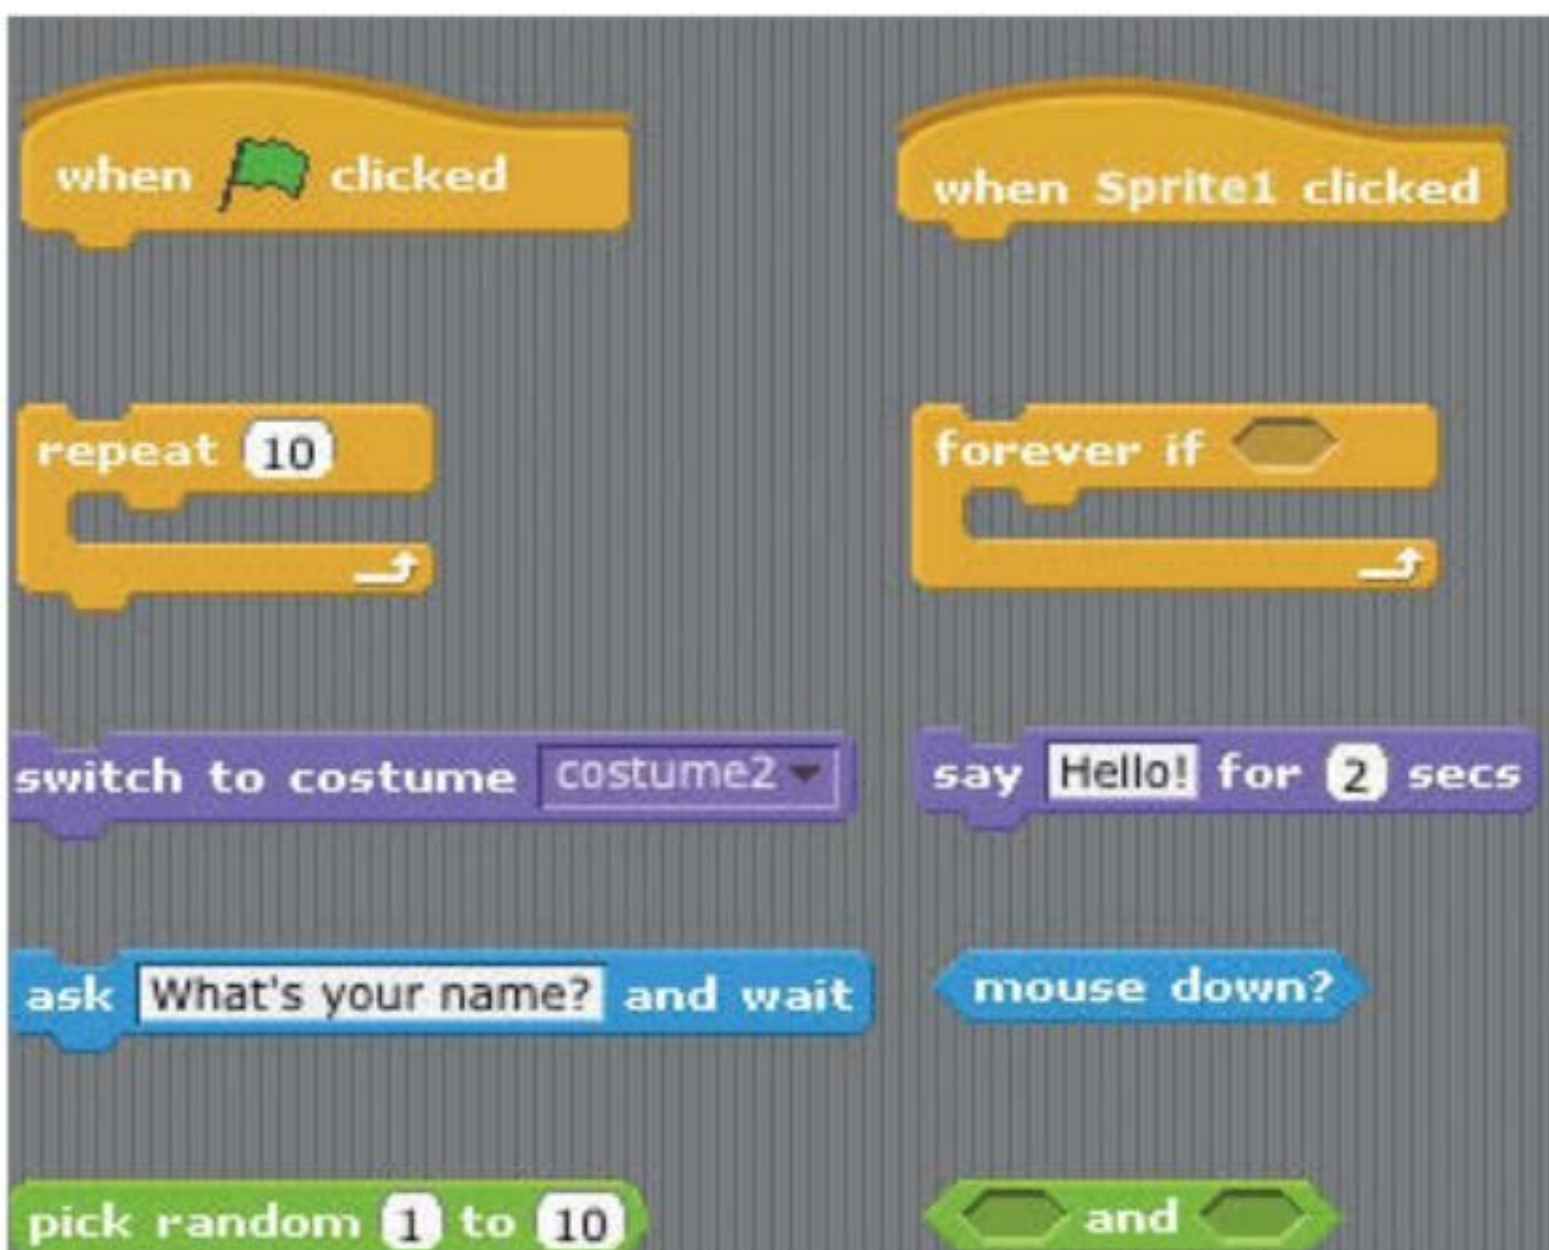 when clicked
when Sprite1 clicked
repeat 10
forever if
switch to costume costume2
say Hello! for 2 secs
ask What's your name? and wait
mouse down?
pick random 1 to 10
and